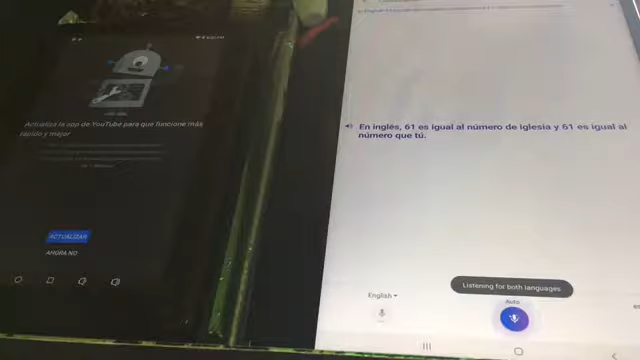 Actualiza la app de YouTube para que funcione más
rápido y mejor
ACTUALIZAR
AHORA NO
En inglés, 61 es igual al número de iglesia y 61 es igual al
número que tú.
Listening for both languages
English
Auto